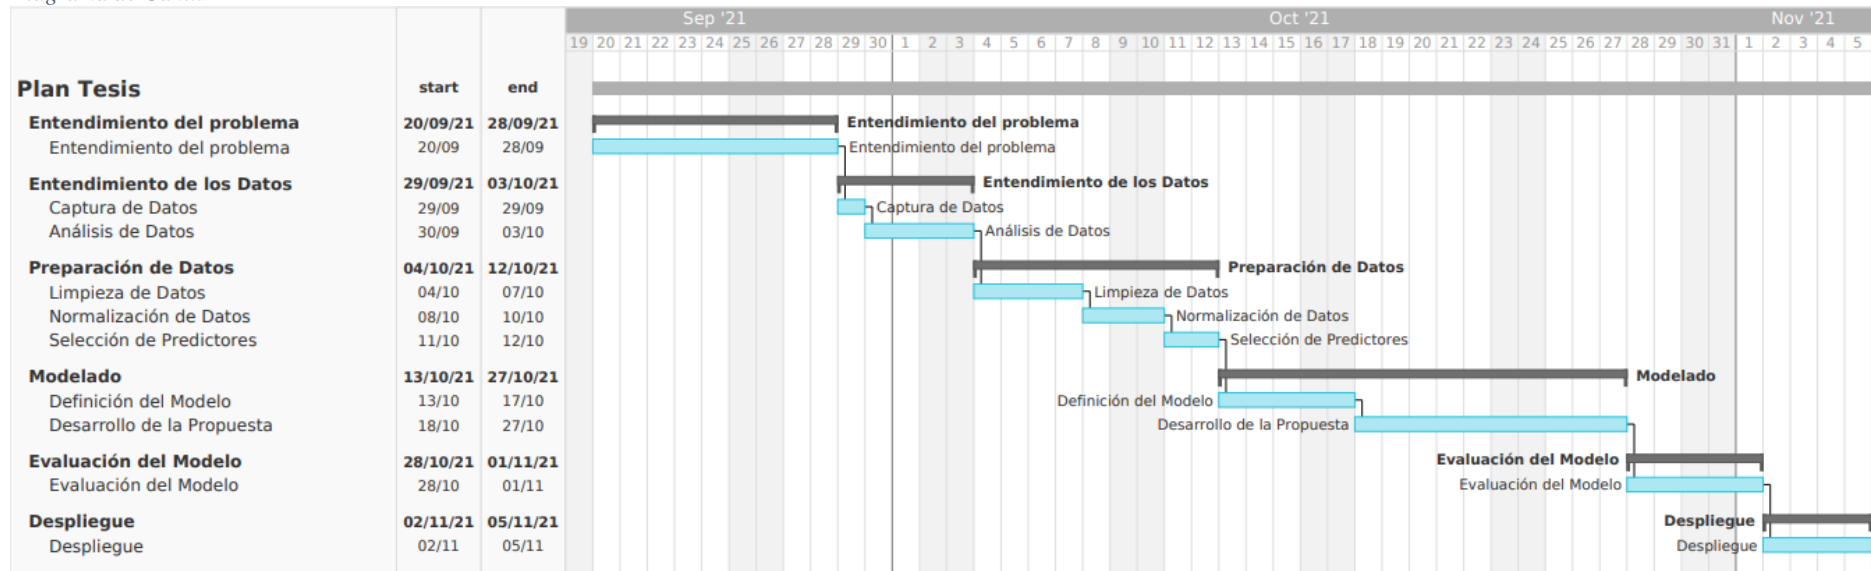 Sep '21 Oct '21 Nov '21
19 20 21 22 23 24 25 26 27 28 29 30 1 2 3 4 5 6 7 8 9 10 11 12 13 14 15 16 17 18 19 20 21 22 23 24 25 26 27 28 29 30 31 1 2 3 4 5
Plan Tesis start end
Entendimiento del problema 20/09/21 28/09/21 Entendimiento del problema
Entendimiento del problema 20/09 28/09 Entendimiento del problema
Entendimiento de los Datos 29/09/21 03/10/21 Entendimiento de los Datos
Captura de Datos 29/09 29/09 Captura de Datos
Análisis de Datos 30/09 03/10 Análisis de Datos
Preparación de Datos 04/10/21 12/10/21 Preparación de Datos
Limpieza de Datos 04/10 07/10 Limpieza de Datos
Normalización de Datos 08/10 10/10 Normalización de Datos
Selección de Predictores 11/10 12/10 Selección de Predictores
Modelado 13/10/21 27/10/21 Modelado
Definición del Modelo 13/10 17/10 Definición del Modelo
Desarrollo de la Propuesta 18/10 27/10 Desarrollo de la Propuesta
Evaluación del Modelo 28/10/21 01/11/21 Evaluación del Modelo
Evaluación del Modelo 28/10 01/11 Evaluación del Modelo
Despliegue 02/11/21 05/11/21 Despliegue
Despliegue 02/11 05/11 Despliegue